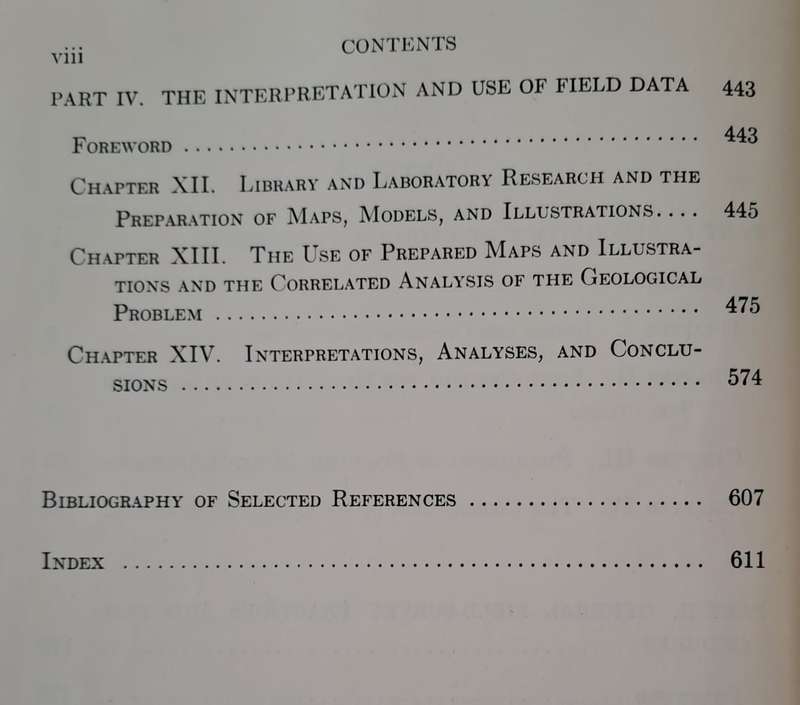 viii CONTENTS
PART IV. THE INTERPRETATION AND USE OF FIELD DATA 443
FOREWORD ........................................ 443
CHAPTER XII. LIBRARY AND LABORATORY RESEARCH AND THE
PREPARATION OF MAPS, MODELS, AND ILLUSTRATIONS.... 445
CHAPTER XIII. THE USE OF PREPARED MAPS AND ILLUSTRA-
TIONS AND THE CORRELATED ANALYSIS OF THE GEOLOGICAL
PROBLEM ........................................ 475
CHAPTER XIV. INTERPRETATIONS, ANALYSES, AND CONCLU-
SIONS ........................................ 574
BIBLIOGRAPHY OF SELECTED REFERENCES .................... 607
INDEX ........................................ 611